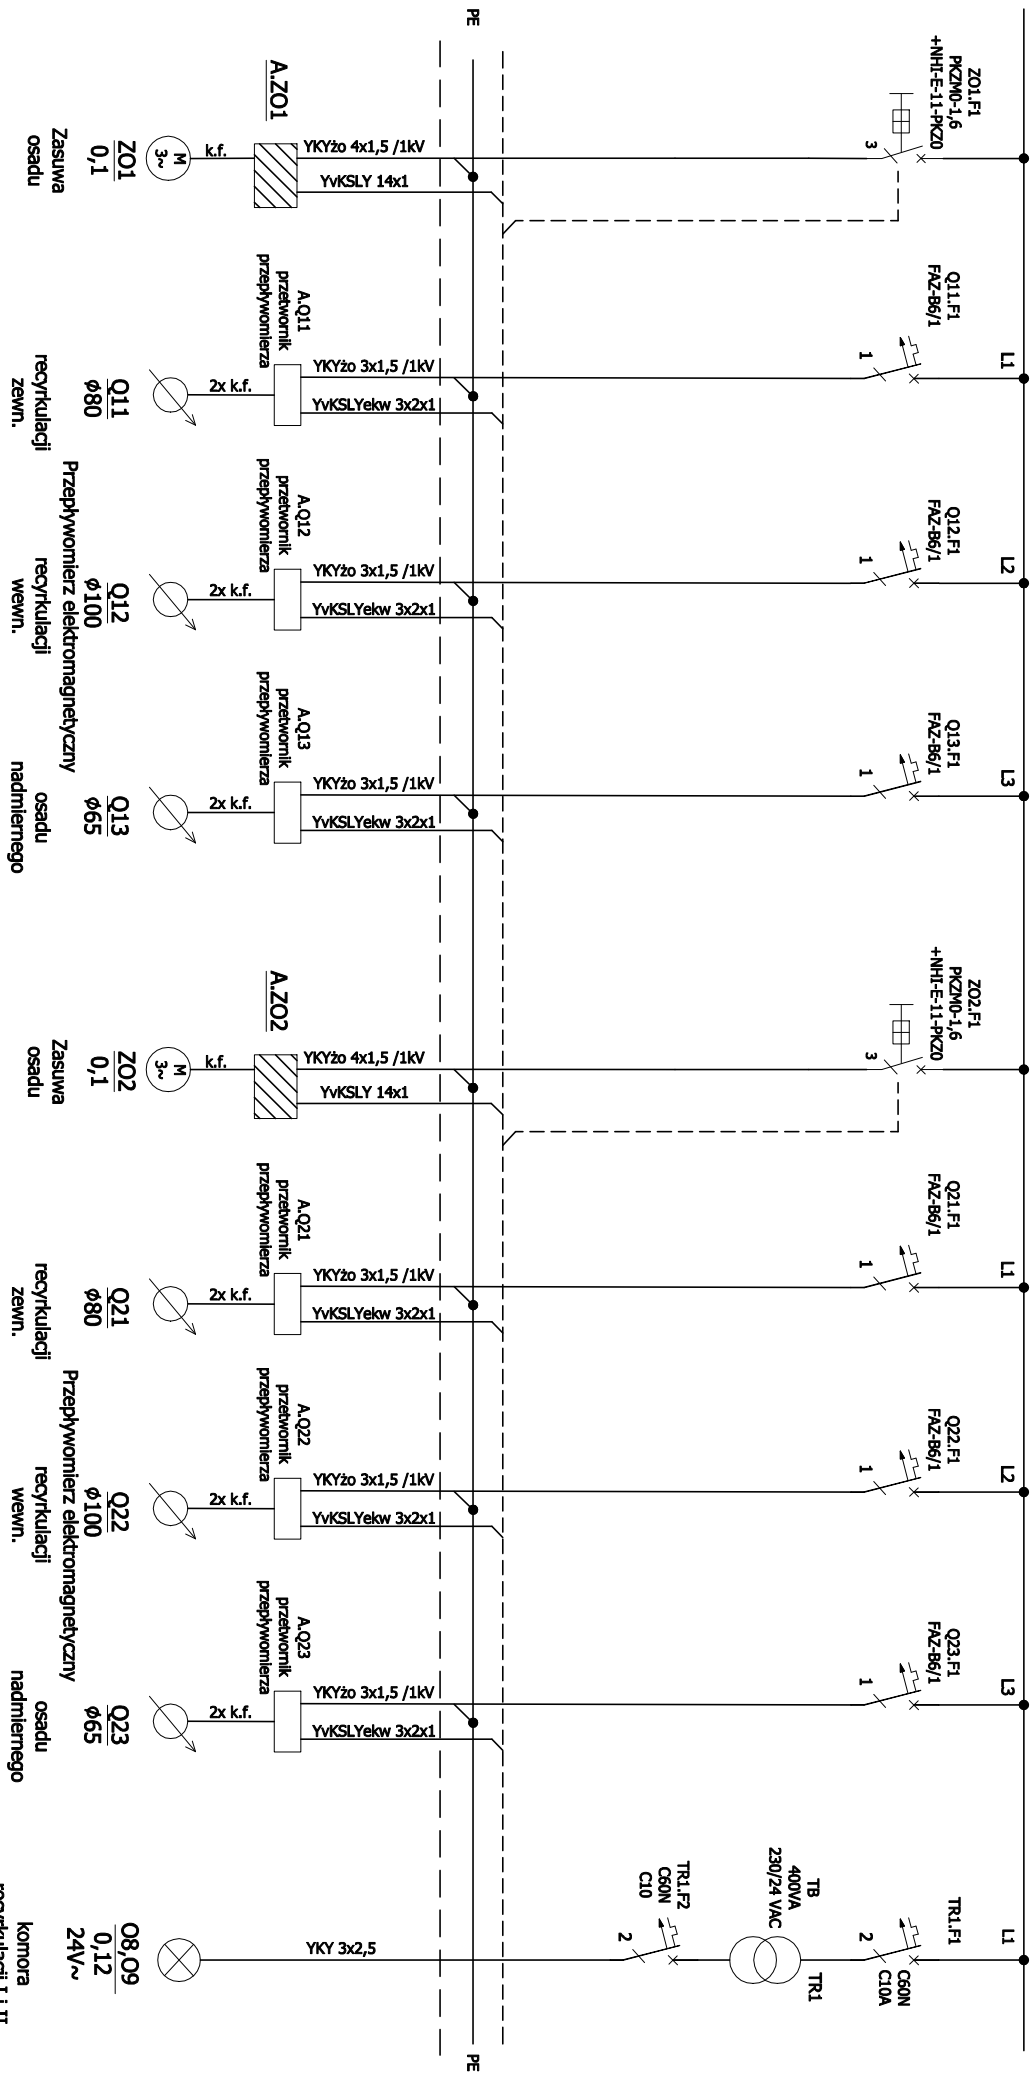 PE
ZO1.F1
PKZM0-1,6
+NHI-E-11-PKZ0
3
YKYżo 4x1,5 /1kV
YvKSLY 14x1
A.ZO1
k.f.
M
3~
ZO1
0,1
Zasuwa
osadu
L1
Q11.F1
FAZ-B6/1
1
YKYżo 3x1,5 /1kV
YvKSLYekw 3x2x1
A.Q11
przetwornik
przepływomierza
2x k.f.
Q11
ϕ80
recyrkulacji
zewn.
L2
Q12.F1
FAZ-B6/1
1
YKYżo 3x1,5 /1kV
YvKSLYekw 3x2x1
A.Q12
przetwornik
przepływomierza
2x k.f.
Q12
ϕ100
Przepływomierz elektromagnetyczny
recyrkulacji
wewn.
L3
Q13.F1
FAZ-B6/1
1
YKYżo 3x1,5 /1kV
YvKSLYekw 3x2x1
A.Q13
przetwornik
przepływomierza
2x k.f.
Q13
ϕ65
osadu
nadmiernego
ZO2.F1
PKZM0-1,6
+NHI-E-11-PKZ0
3
YKYżo 4x1,5 /1kV
YvKSLY 14x1
A.ZO2
k.f.
M
3~
ZO2
0,1
Zasuwa
osadu
L1
Q21.F1
FAZ-B6/1
1
YKYżo 3x1,5 /1kV
YvKSLYekw 3x2x1
A.Q21
przetwornik
przepływomierza
2x k.f.
Q21
ϕ80
recyrkulacji
zewn.
L2
Q22.F1
FAZ-B6/1
1
YKYżo 3x1,5 /1kV
YvKSLYekw 3x2x1
A.Q22
przetwornik
przepływomierza
2x k.f.
Q22
ϕ100
Przepływomierz elektromagnetyczny
recyrkulacji
wewn.
L3
Q23.F1
FAZ-B6/1
1
YKYżo 3x1,5 /1kV
YvKSLYekw 3x2x1
A.Q23
przetwornik
przepływomierza
2x k.f.
Q23
ϕ65
osadu
nadmiernego
L1
TR1.F1
C60N
C10A
2
TB
400VA
230/24 VAC
TR1
TR1.F2
C60N
C10
2
YKY 3x2,5
O8,O9
0,12
24V~
komora
recyrkulacji I i II
PE